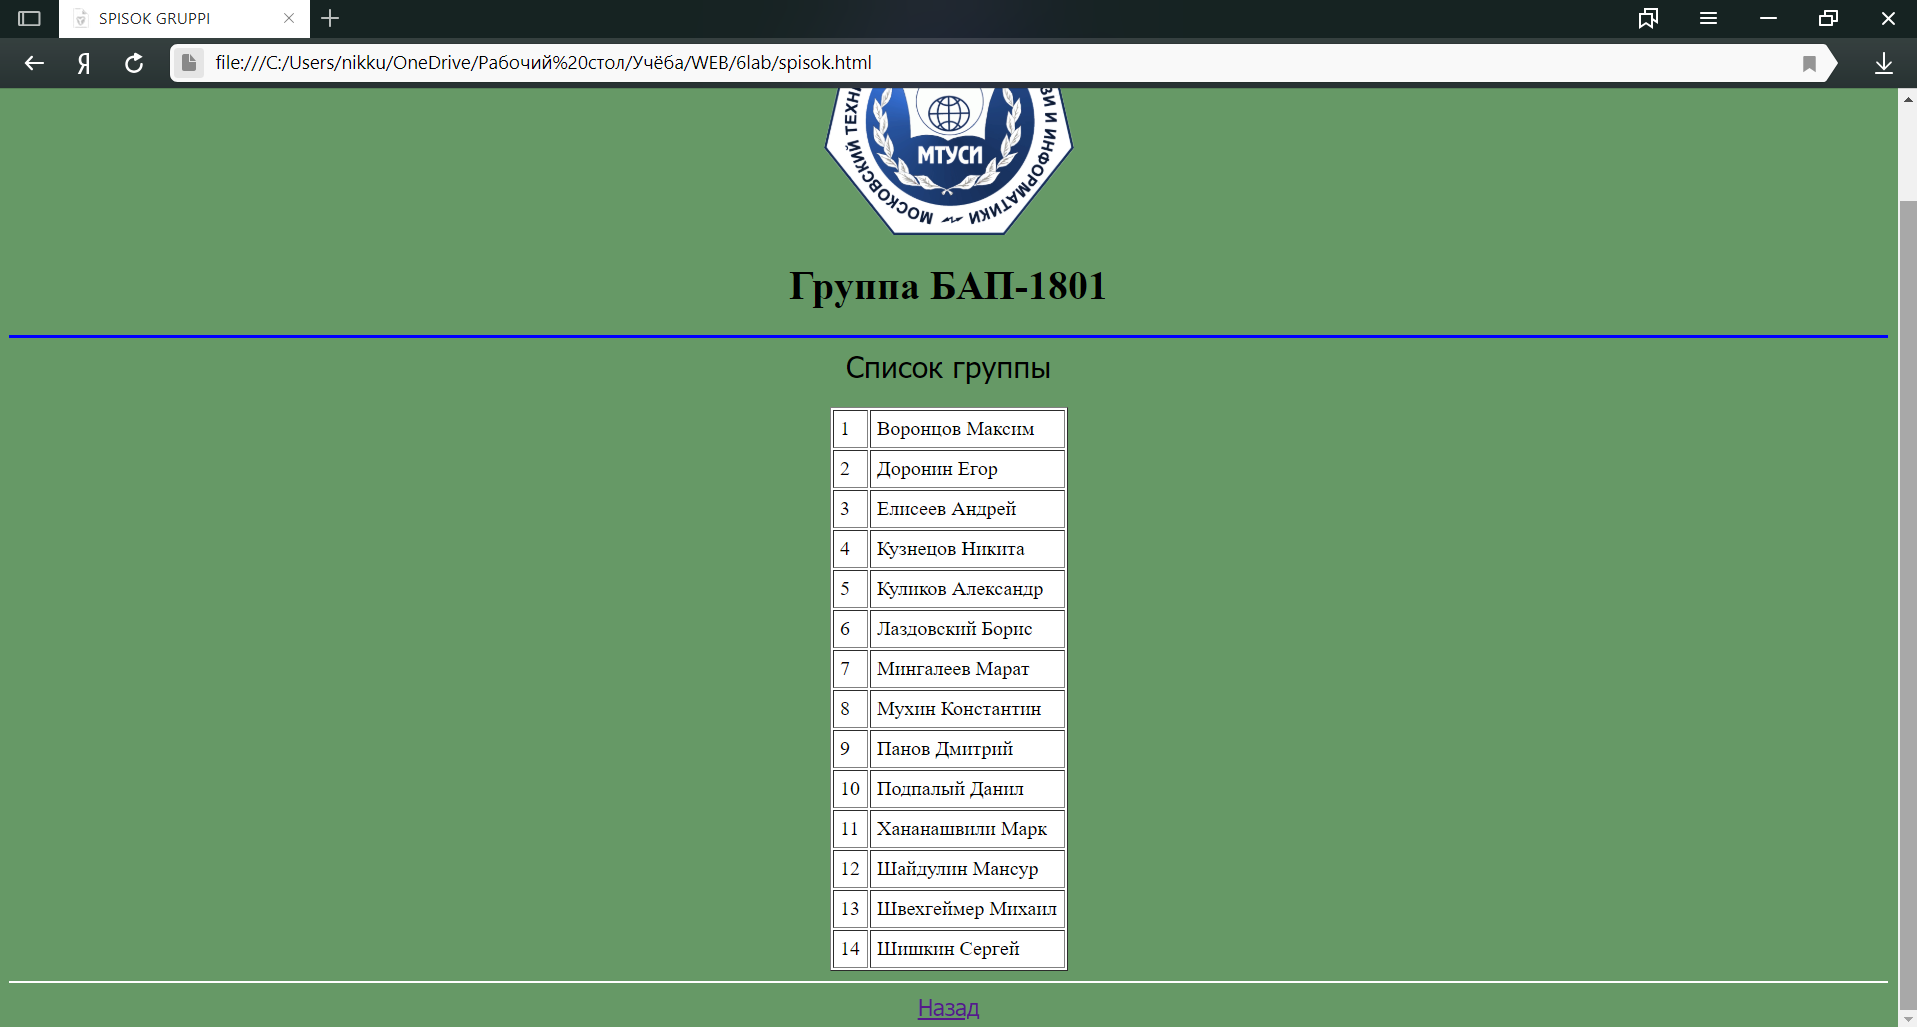 SPISOK GRUPPI
file:///C:/Users/nikku/OneDrive/Рабочий%20стол/Учёба/WEB/6lab/spisok.html
МОСКОВСКИЙ ТЕХН
ЗИ И ИНФОРМАТИКИ
МТУСИ
Группа БАП-1801
Список группы
1 Воронцов Максим
2 Доронин Егор
3 Елисеев Андрей
4 Кузнецов Никита
5 Куликов Александр
6 Лаздовский Борис
7 Мингалеев Марат
8 Мухин Константин
9 Панов Дмитрий
10 Подпалый Данил
11 Хананашвили Марк
12 Шайдулин Мансур
13 Швехгеймер Михаил
14 Шишкин Сергей
Назад